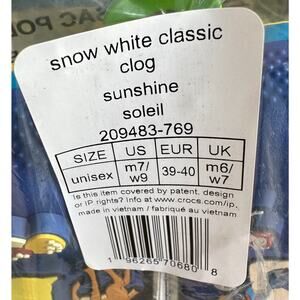 SAC POL
snow white classic
clog
sunshine
soleil
209483-769
SIZE US EUR UK
unisex m7/ w9 39-40 m6/ w7
Is this item covered by patent, design
or IP rights? Info at www.crocs.com/ip.
made in vietnam / fabriqué au vietnam
1 96265 70680 8